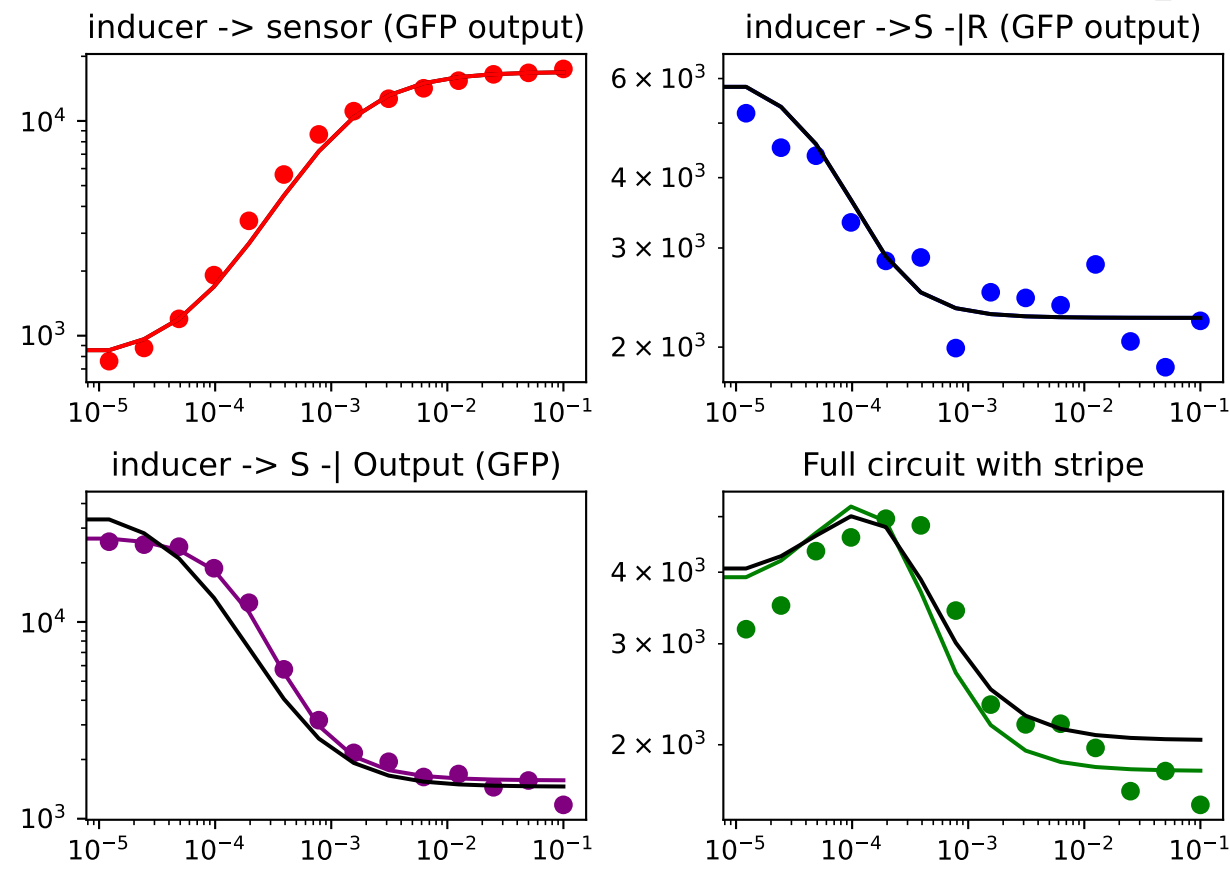 inducer -> sensor (GFP output)
10⁴
10³
10⁻⁵ 10⁻⁴ 10⁻³ 10⁻² 10⁻¹
inducer ->S -|R (GFP output)
6 × 10³
4 × 10³
3 × 10³
2 × 10³
10⁻⁵ 10⁻⁴ 10⁻³ 10⁻² 10⁻¹
inducer -> S -| Output (GFP)
10⁴
10³
10⁻⁵ 10⁻⁴ 10⁻³ 10⁻² 10⁻¹
Full circuit with stripe
4 × 10³
3 × 10³
2 × 10³
10⁻⁵ 10⁻⁴ 10⁻³ 10⁻² 10⁻¹